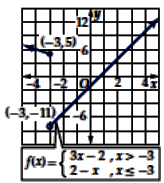 12 y
(-3,5) 6
-4 -2 O 2 4 x
(-3,-11) -6
f(x)= { 3x-2 , x > -3
2-x , x ≤ -3